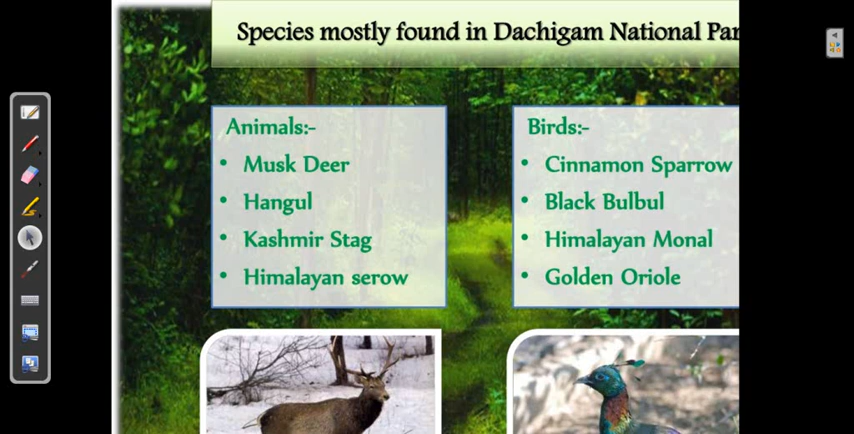 Species mostly found in Dachigam National Par
Animals:-
• Musk Deer
• Hangul
• Kashmir Stag
• Himalayan serow
Birds:-
• Cinnamon Sparrow
• Black Bulbul
• Himalayan Monal
• Golden Oriole